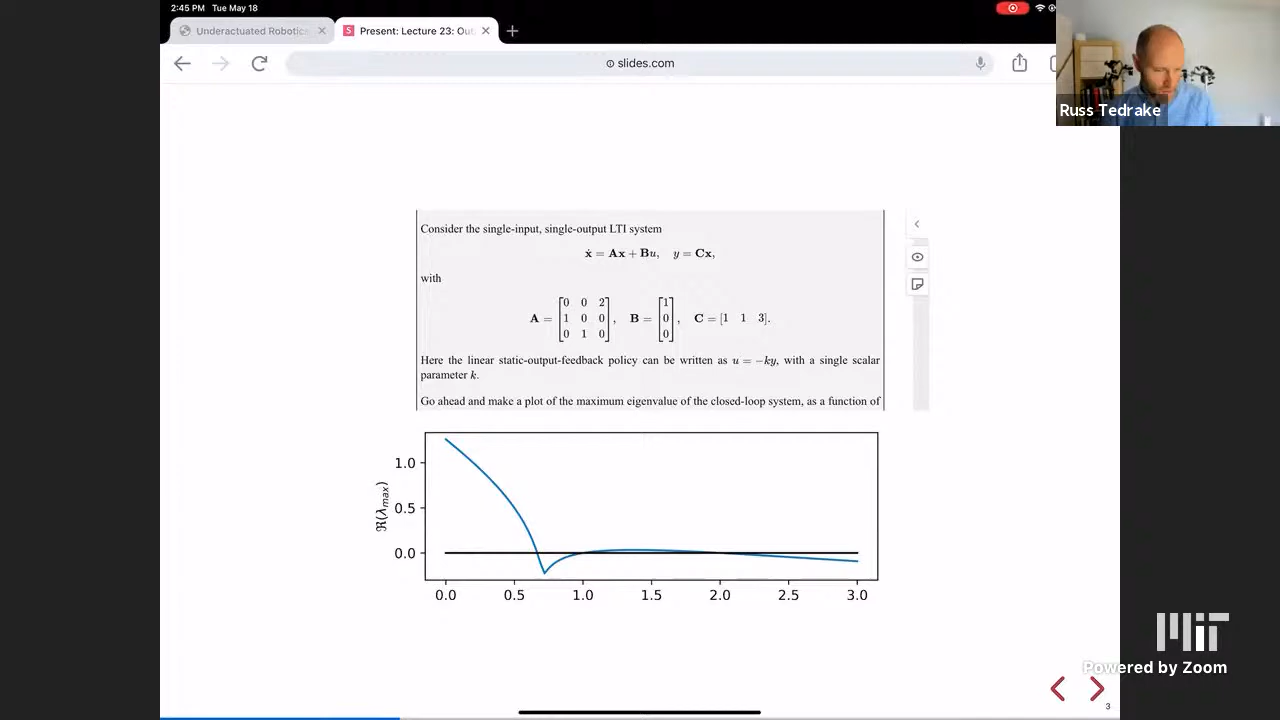 2:45 PM Tue May 18
Underactuated Robotics
Present: Lecture 23: Out
slides.com
Russ Tedrake
Consider the single-input, single-output LTI system
ẋ = Ax + Bu, y = Cx,
with
A = [0 0 2; 1 0 0; 0 1 0], B = [1; 0; 0], C = [1 1 3].
Here the linear static-output-feedback policy can be written as u = −ky, with a single scalar
parameter k.
Go ahead and make a plot of the maximum eigenvalue of the closed-loop system, as a function of
ℜ(λmax)
1.0
0.5
0.0
0.0 0.5 1.0 1.5 2.0 2.5 3.0
MIT
Powered by Zoom
3